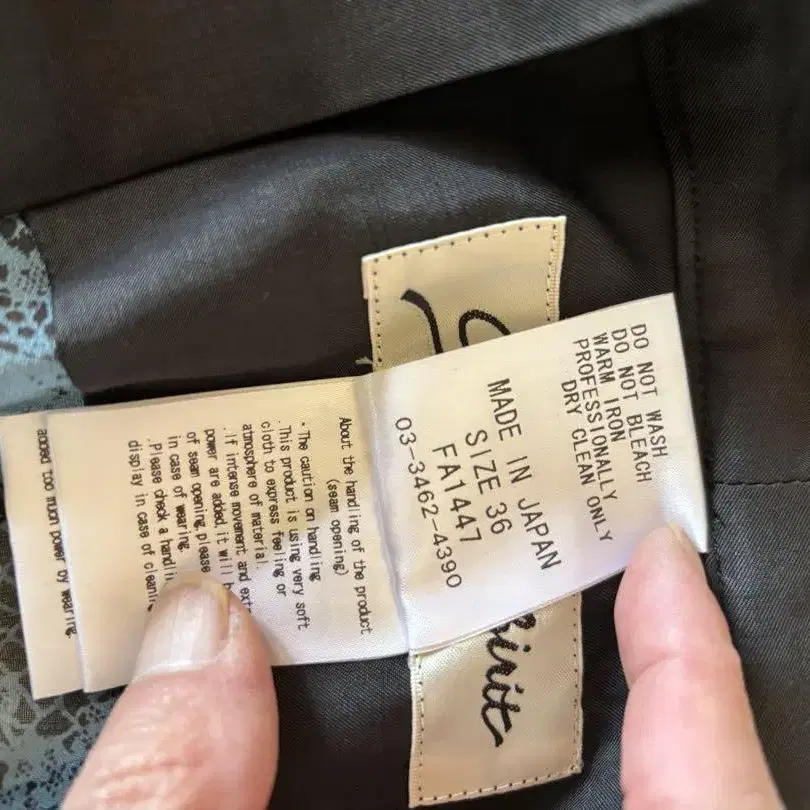 DO NOT WASH
DO NOT BLEACH
WARM IRON
PROFESSIONALLY
DRY CLEAN ONLY
MADE IN JAPAN
SIZE 36
FA1447
03-3462-4390
About the handling of the product
(seam opening)
・The caution on handling
.This product is using very soft
cloth to express feeling or
atmosphere of material.
.If intense movement and
power are added,it will
of seam opening,please
in case of wearing.
.Please check a
display in case of
added too much power by wearing